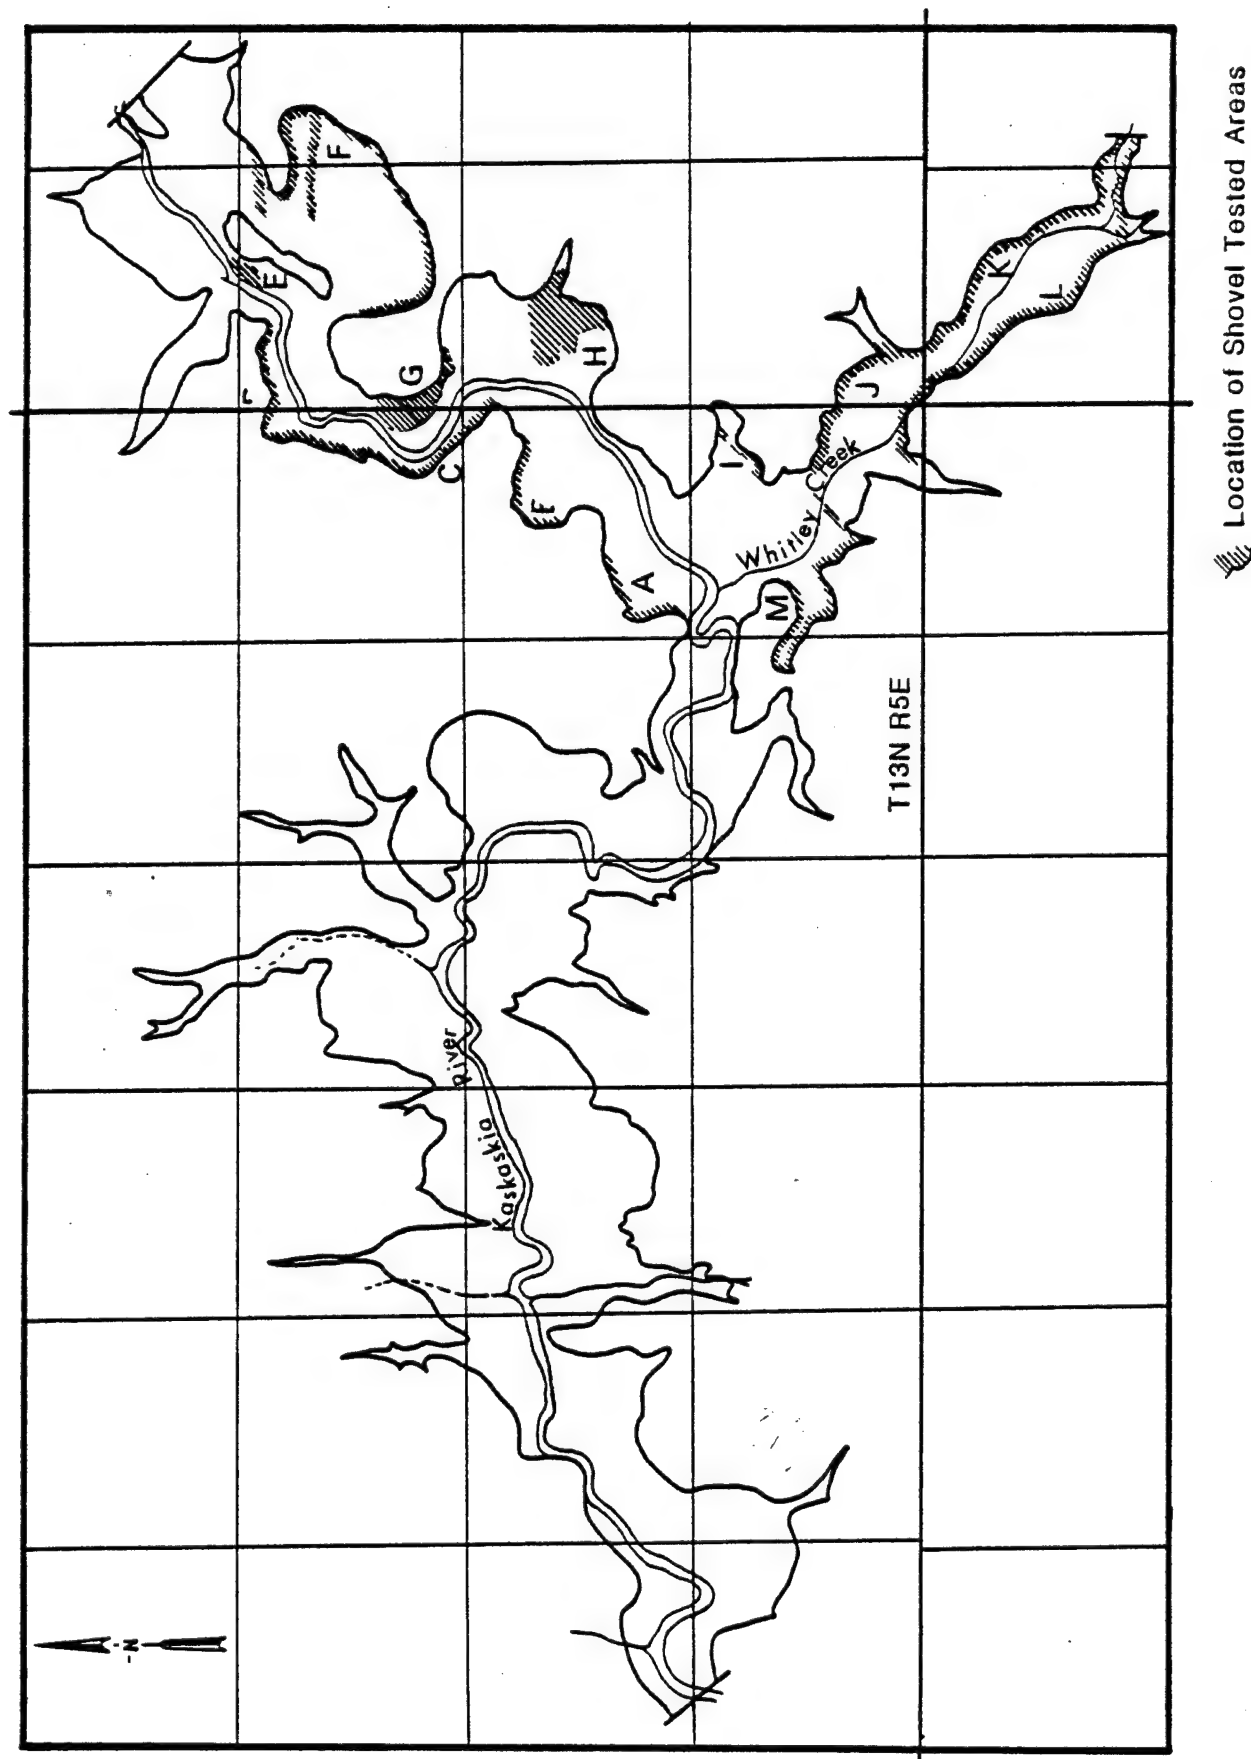 F
E
G
H
C
F
A
I
J
K
L
M
Whitley Creek
T13N R5E
Kaskaskia River
-N-
Location of Shovel Tested Areas